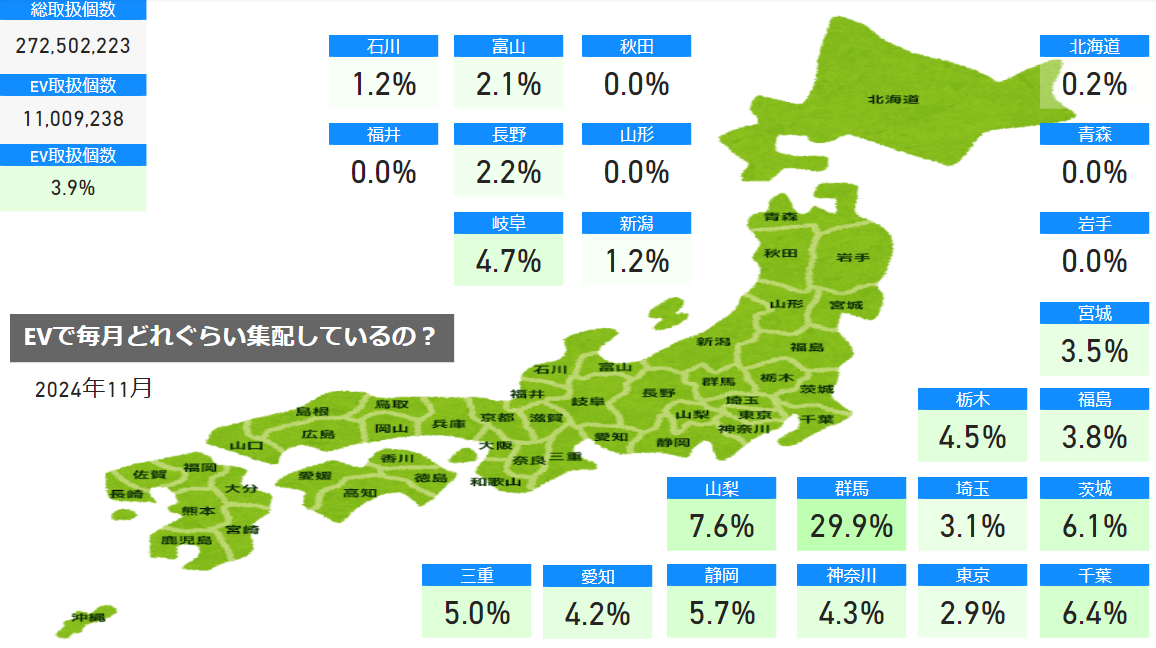 総取扱個数
272,502,223
EV取扱個数
11,009,238
EV取扱個数
3.9%
石川
1.2%
富山
2.1%
秋田
0.0%
北海道
0.2%
福井
0.0%
長野
2.2%
山形
0.0%
青森
0.0%
岐阜
4.7%
新潟
1.2%
岩手
0.0%
EVで毎月どれぐらい集配しているの？
2024年11月
宮城
3.5%
栃木
4.5%
福島
3.8%
山梨
7.6%
群馬
29.9%
埼玉
3.1%
茨城
6.1%
三重
5.0%
愛知
4.2%
静岡
5.7%
神奈川
4.3%
東京
2.9%
千葉
6.4%
北海道
青森
秋田
岩手
山形
宮城
新潟
福島
石川
富山
群馬
栃木
茨城
福井
岐阜
長野
埼玉
山梨
東京
千葉
神奈川
愛知
静岡
島根
鳥取
京都
滋賀
山口
広島
岡山
兵庫
大阪
奈良
三重
和歌山
香川
愛媛
徳島
高知
佐賀
福岡
大分
長崎
熊本
宮崎
鹿児島
沖縄